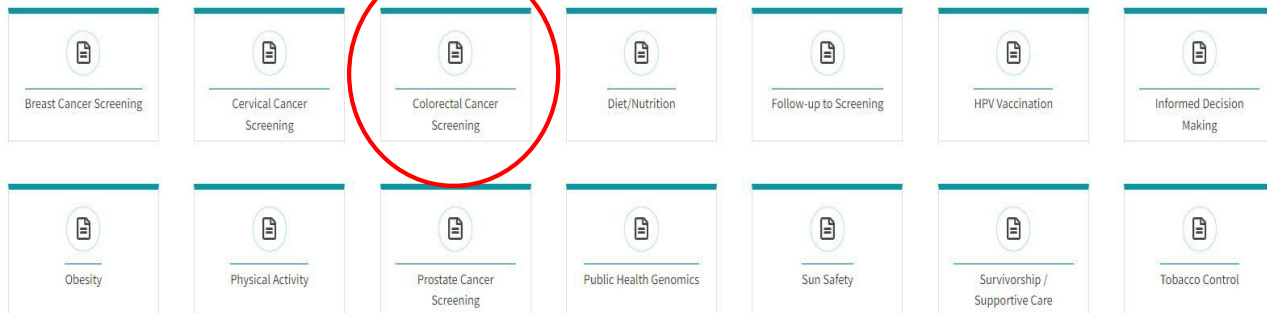 Breast Cancer Screening
Cervical Cancer
Screening
Colorectal Cancer
Screening
Diet/Nutrition
Follow-up to Screening
HPV Vaccination
Informed Decision
Making
Obesity
Physical Activity
Prostate Cancer
Screening
Public Health Genomics
Sun Safety
Survivorship /
Supportive Care
Tobacco Control